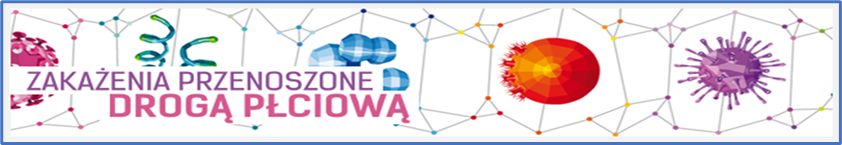 ZAKAŻENIA PRZENOSZONE
DROGĄ PŁCIOWĄ